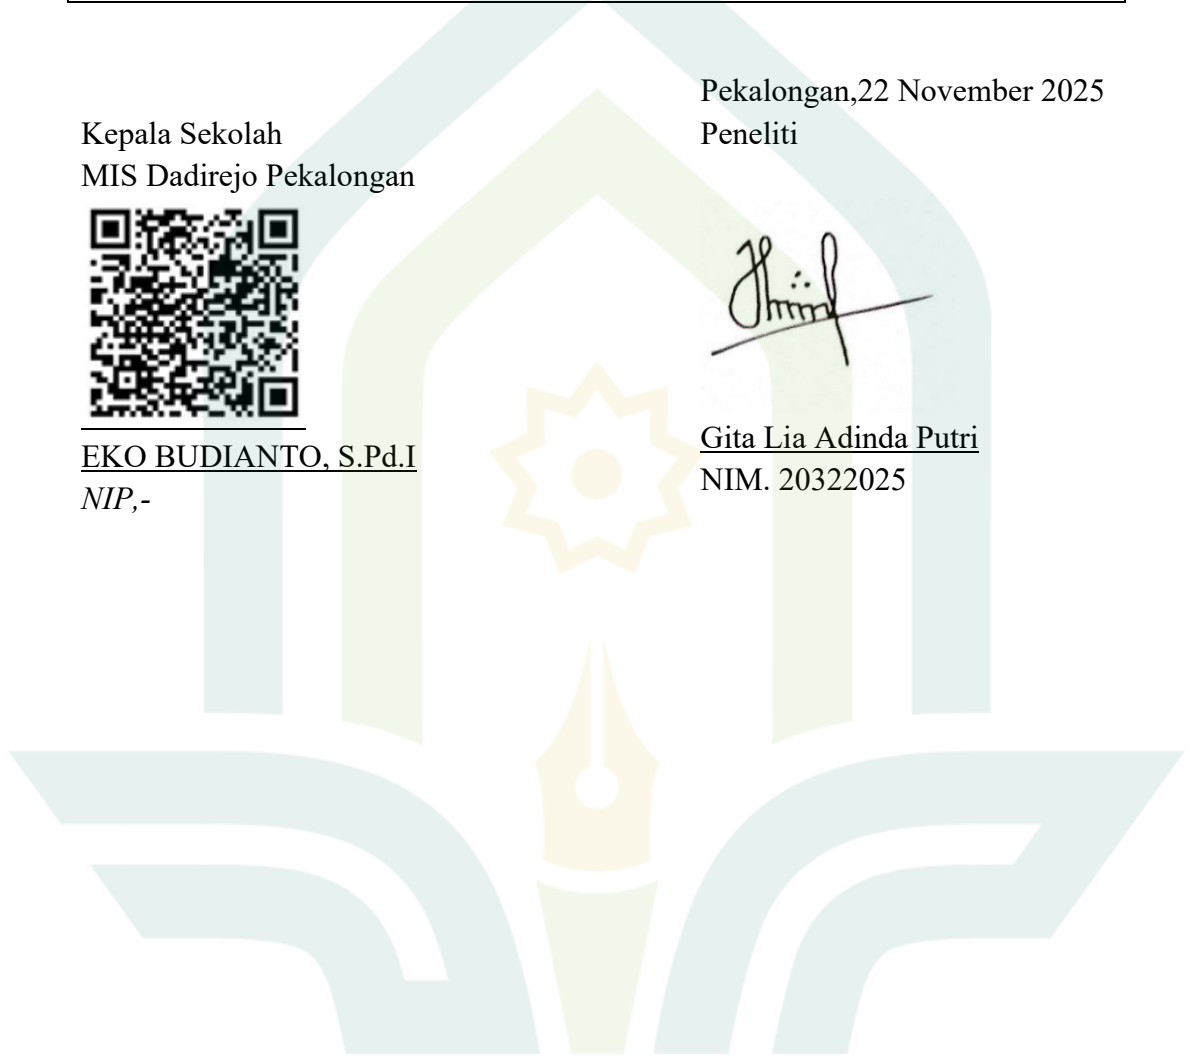 Pekalongan,22 November 2025
Kepala Sekolah
Peneliti
MIS Dadirejo Pekalongan
EKO BUDIANTO, S.Pd.I
NIP,-
Gita Lia Adinda Putri
NIM. 20322025